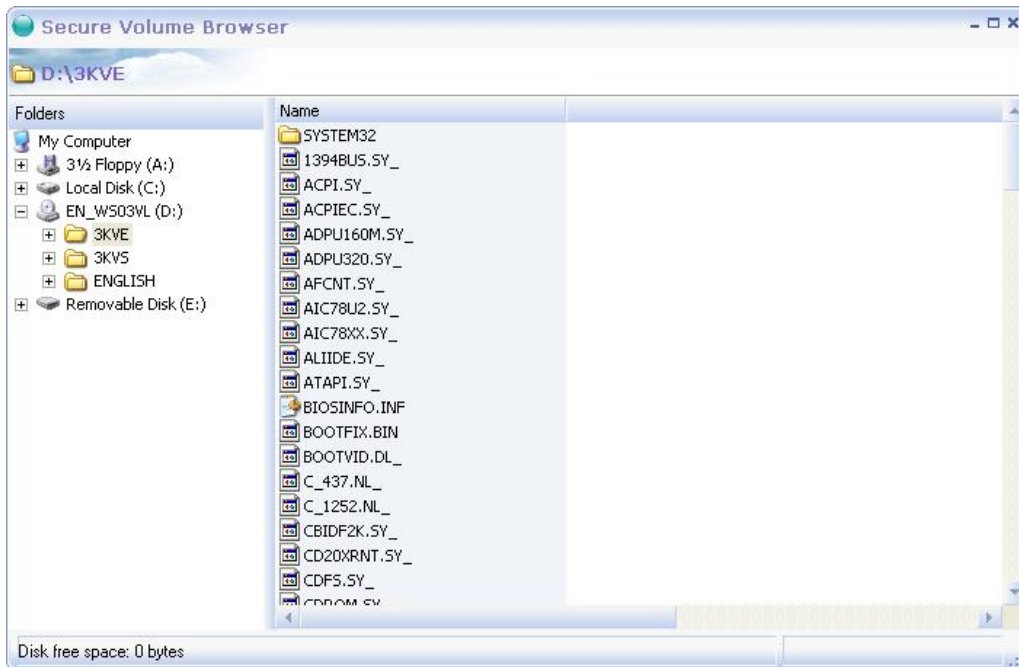 Secure Volume Browser
D:\3KVE
Folders
My Computer
3½ Floppy (A:)
Local Disk (C:)
EN_WS03VL (D:)
3KVE
3KVS
ENGLISH
Removable Disk (E:)
Name
SYSTEM32
1394BUS.SY_
ACPI.SY_
ACPIEC.SY_
ADPU160M.SY_
ADPU320.SY_
AFCNT.SY_
AIC78U2.SY_
AIC78XX.SY_
ALIIDE.SY_
ATAPI.SY_
BIOSINFO.INF
BOOTFIX.BIN
BOOTVID.DL_
C_437.NL_
C_1252.NL_
CBIDF2K.SY_
CD20XRNT.SY_
CDFS.SY_
Disk free space: 0 bytes